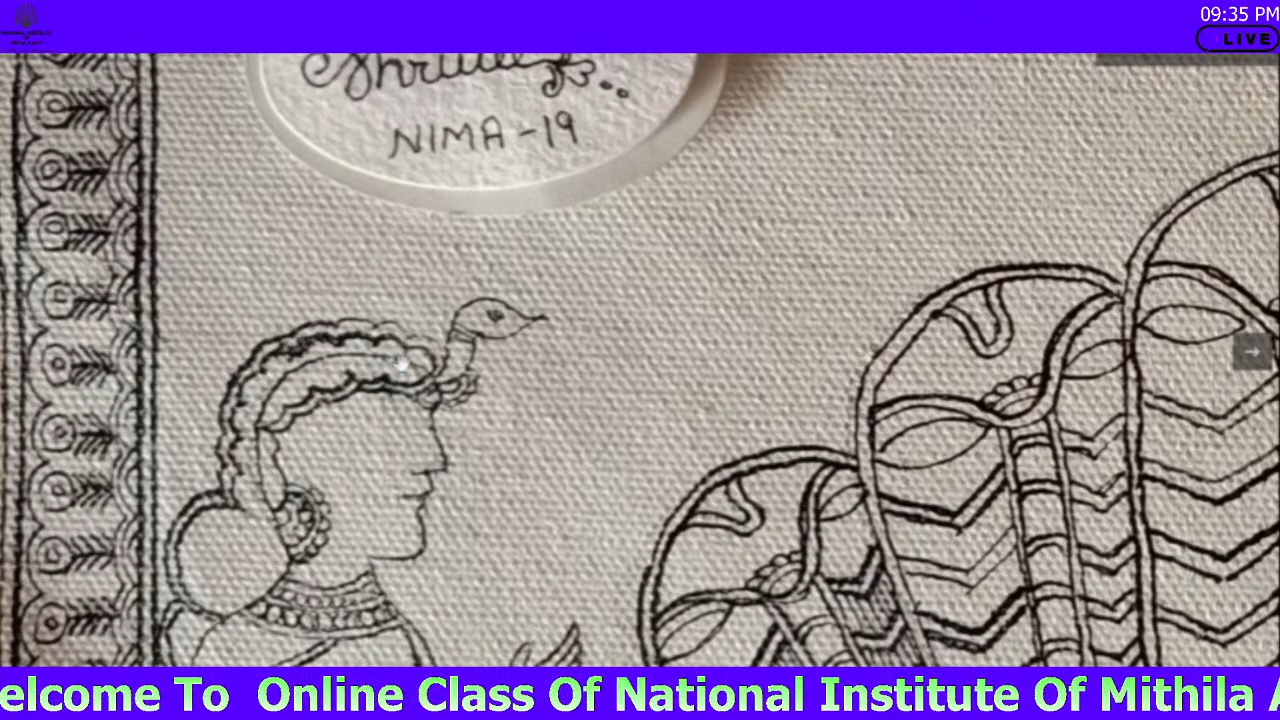 09:35 PM
LIVE
NIMA-19
elcome To Online Class Of National Institute Of Mithila A